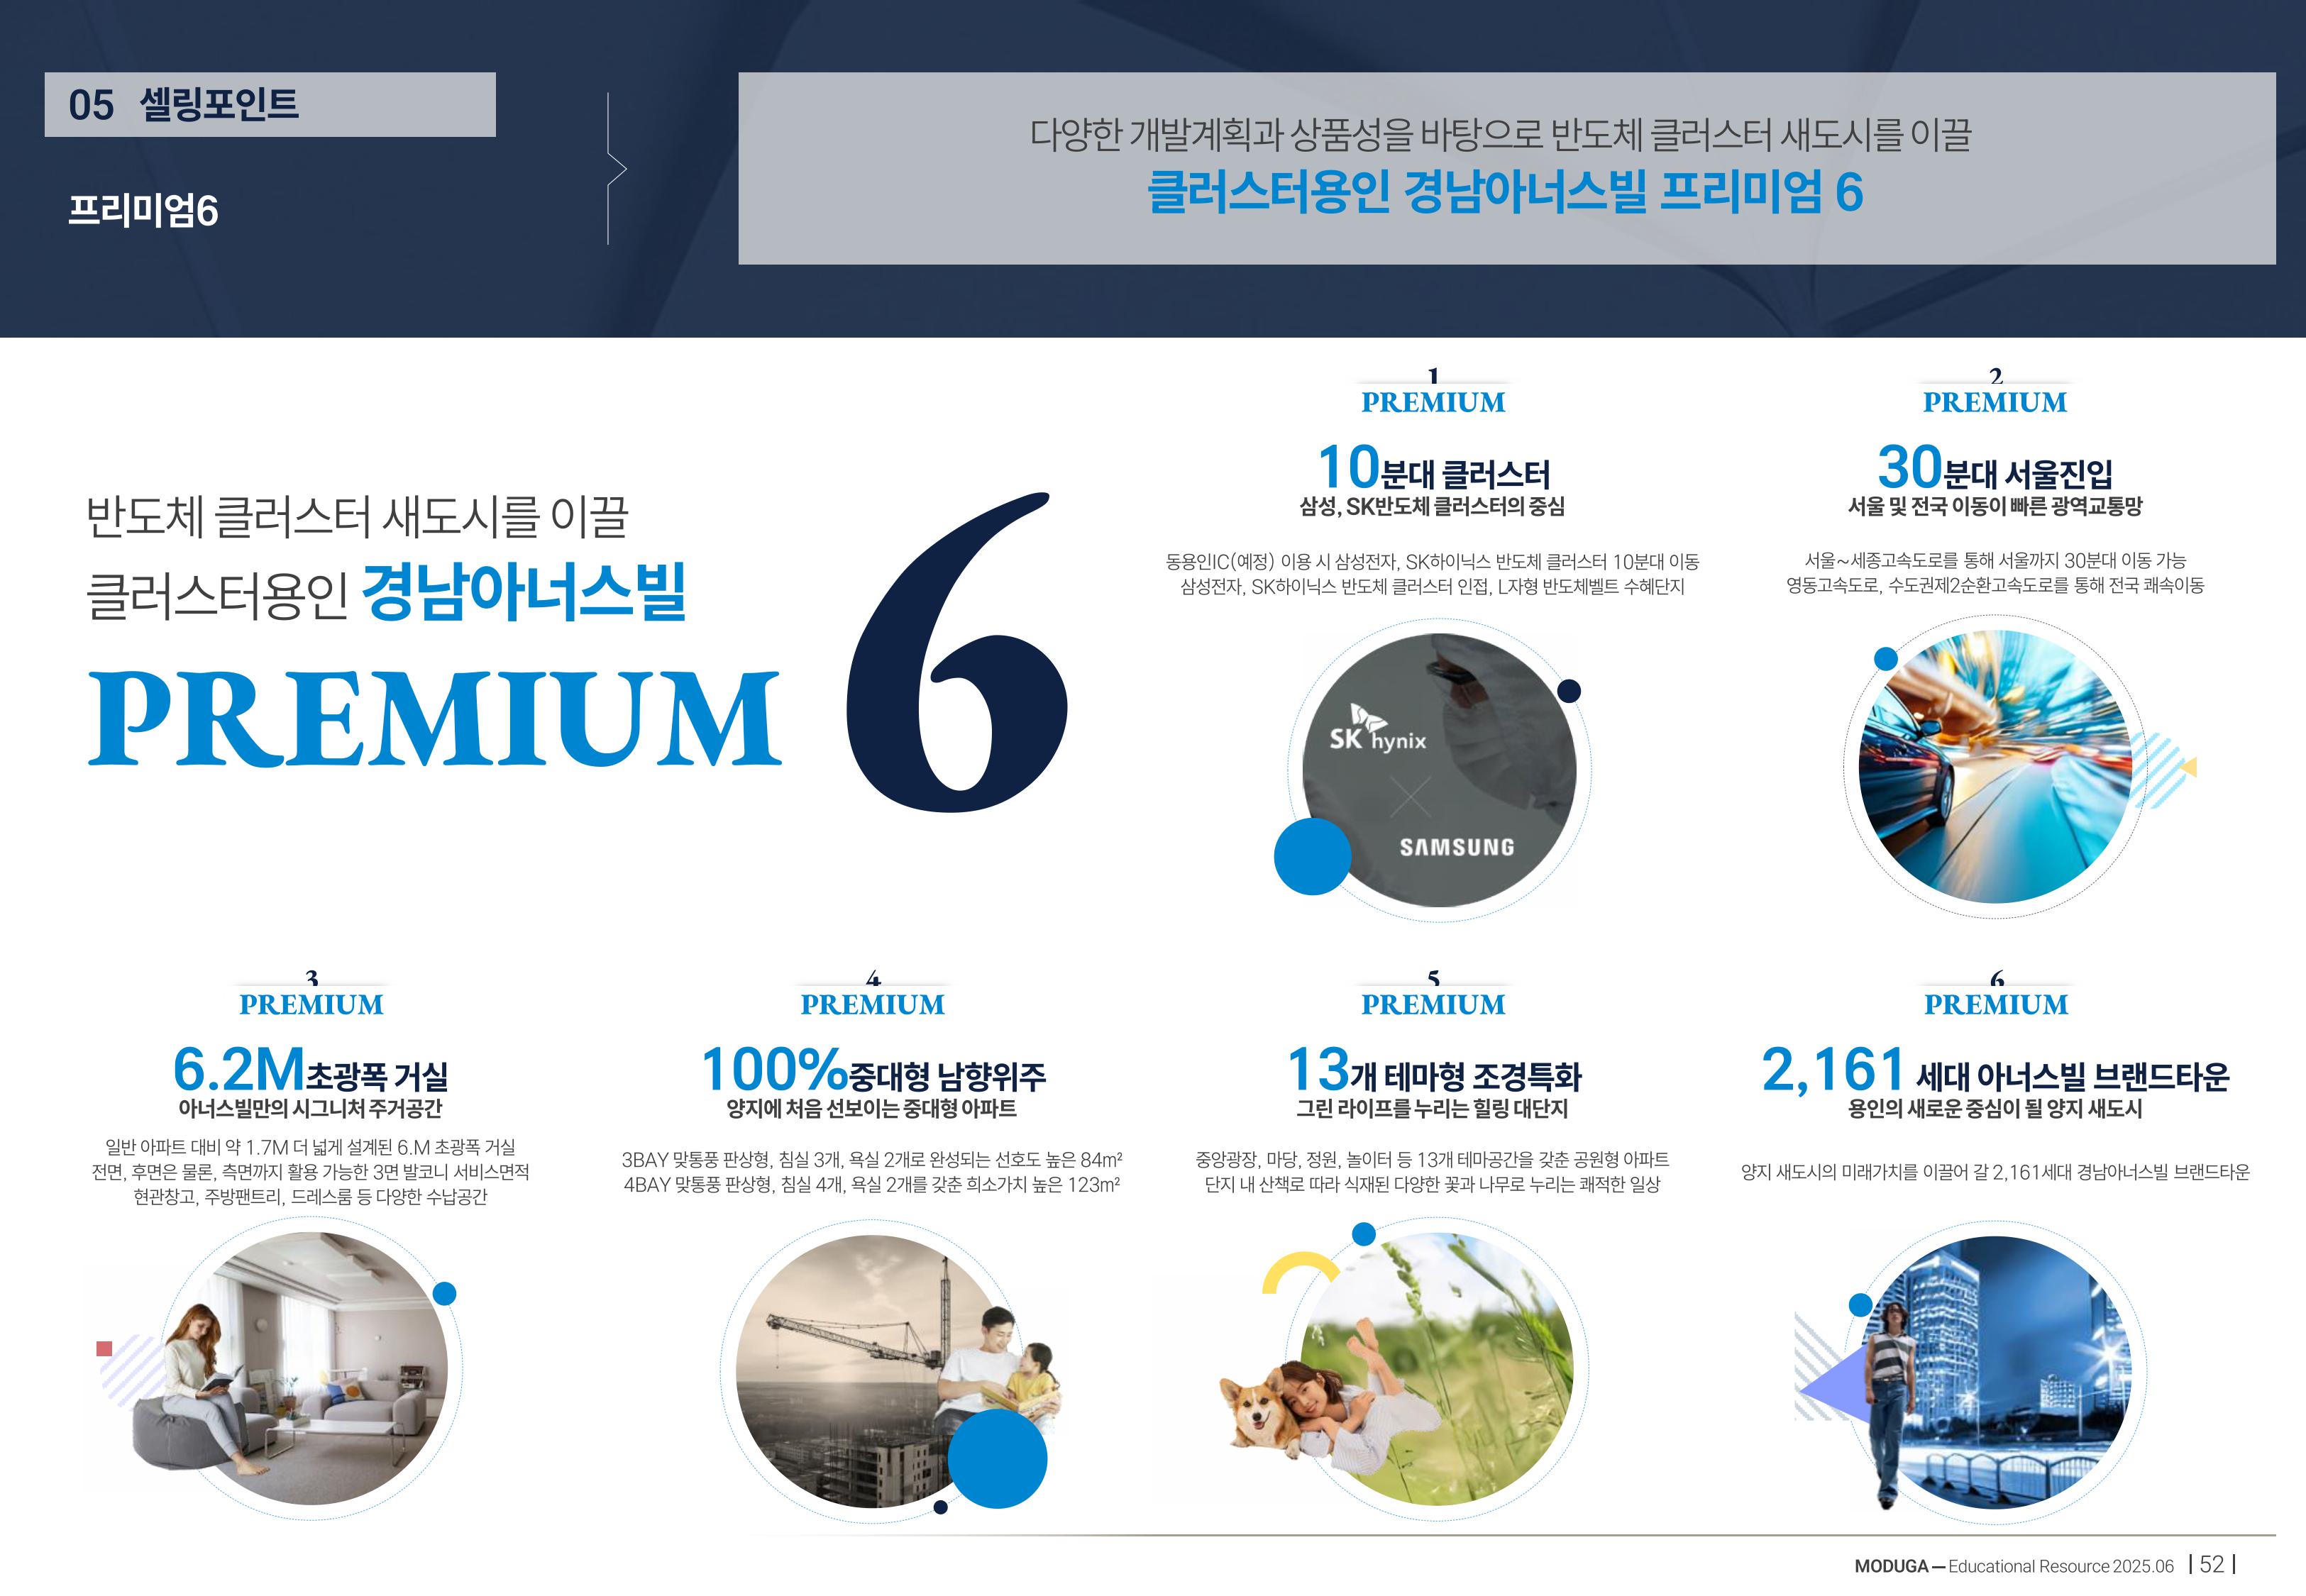 05 셀링포인트
프리미엄6
다양한 개발계획과 상품성을 바탕으로 반도체 클러스터 새도시를 이끌
클러스터용인 경남아너스빌 프리미엄 6
반도체 클러스터 새도시를 이끌
클러스터용인 경남아너스빌
PREMIUM 6
1
PREMIUM
10분대 클러스터
삼성, SK반도체 클러스터의 중심
동용인IC(예정) 이용 시 삼성전자, SK하이닉스 반도체 클러스터 10분대 이동
삼성전자, SK하이닉스 반도체 클러스터 인접, L자형 반도체벨트 수혜단지
SK hynix
SAMSUNG
2
PREMIUM
30분대 서울진입
서울 및 전국 이동이 빠른 광역교통망
서울~세종고속도로를 통해 서울까지 30분대 이동 가능
영동고속도로, 수도권제2순환고속도로를 통해 전국 쾌속이동
3
PREMIUM
6.2M초광폭 거실
아너스빌만의 시그니처 주거공간
일반 아파트 대비 약 1.7M 더 넓게 설계된 6.M 초광폭 거실
전면, 후면은 물론, 측면까지 활용 가능한 3면 발코니 서비스면적
현관창고, 주방팬트리, 드레스룸 등 다양한 수납공간
4
PREMIUM
100%중대형 남향위주
양지에 처음 선보이는 중대형 아파트
3BAY 맞통풍 판상형, 침실 3개, 욕실 2개로 완성되는 선호도 높은 84m²
4BAY 맞통풍 판상형, 침실 4개, 욕실 2개를 갖춘 희소가치 높은 123m²
5
PREMIUM
13개 테마형 조경특화
그린 라이프를 누리는 힐링 대단지
중앙광장, 마당, 정원, 놀이터 등 13개 테마공간을 갖춘 공원형 아파트
단지 내 산책로 따라 식재된 다양한 꽃과 나무로 누리는 쾌적한 일상
6
PREMIUM
2,161 세대 아너스빌 브랜드타운
용인의 새로운 중심이 될 양지 새도시
양지 새도시의 미래가치를 이끌어 갈 2,161세대 경남아너스빌 브랜드타운
MODUGA — Educational Resource 2025.06 | 52 |